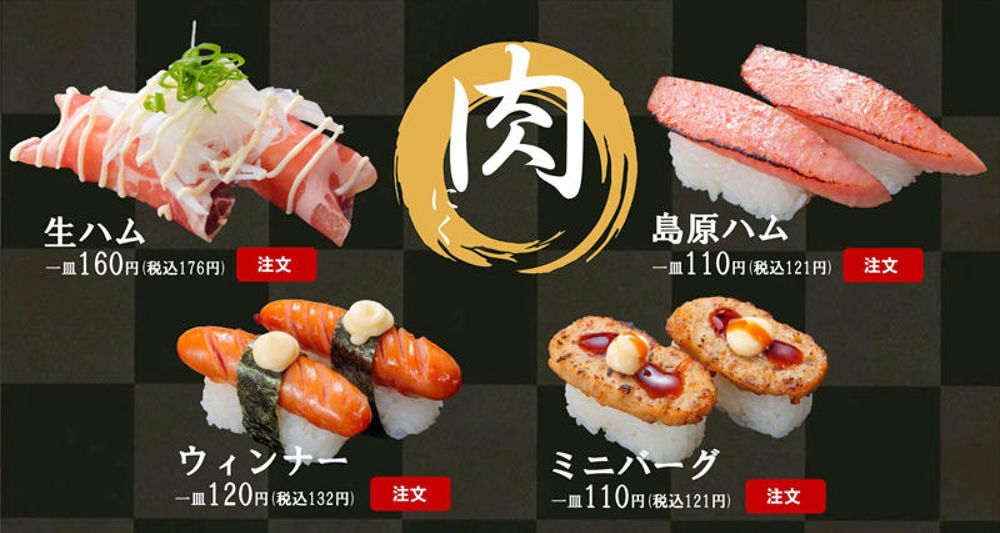 肉
にく
生ハム
一皿160円(税込176円)
注文
島原ハム
一皿110円(税込121円)
注文
ウィンナー
一皿120円(税込132円)
注文
ミニバーグ
一皿110円(税込121円)
注文